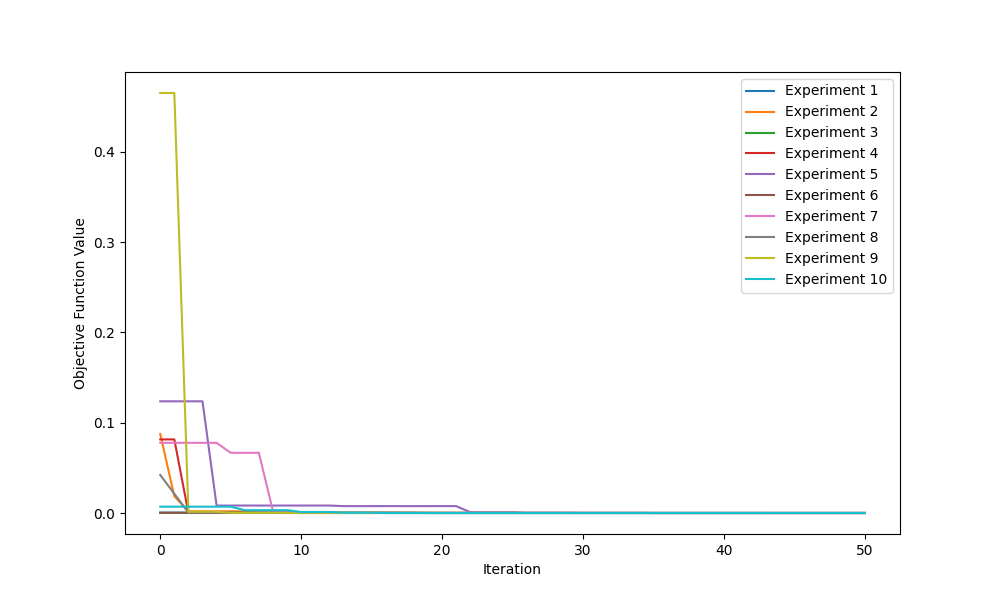 Experiment 1
Experiment 2
Experiment 3
Experiment 4
Experiment 5
Experiment 6
Experiment 7
Experiment 8
Experiment 9
Experiment 10
Objective Function Value
0.4
0.3
0.2
0.1
0.0
0 10 20 30 40 50
Iteration